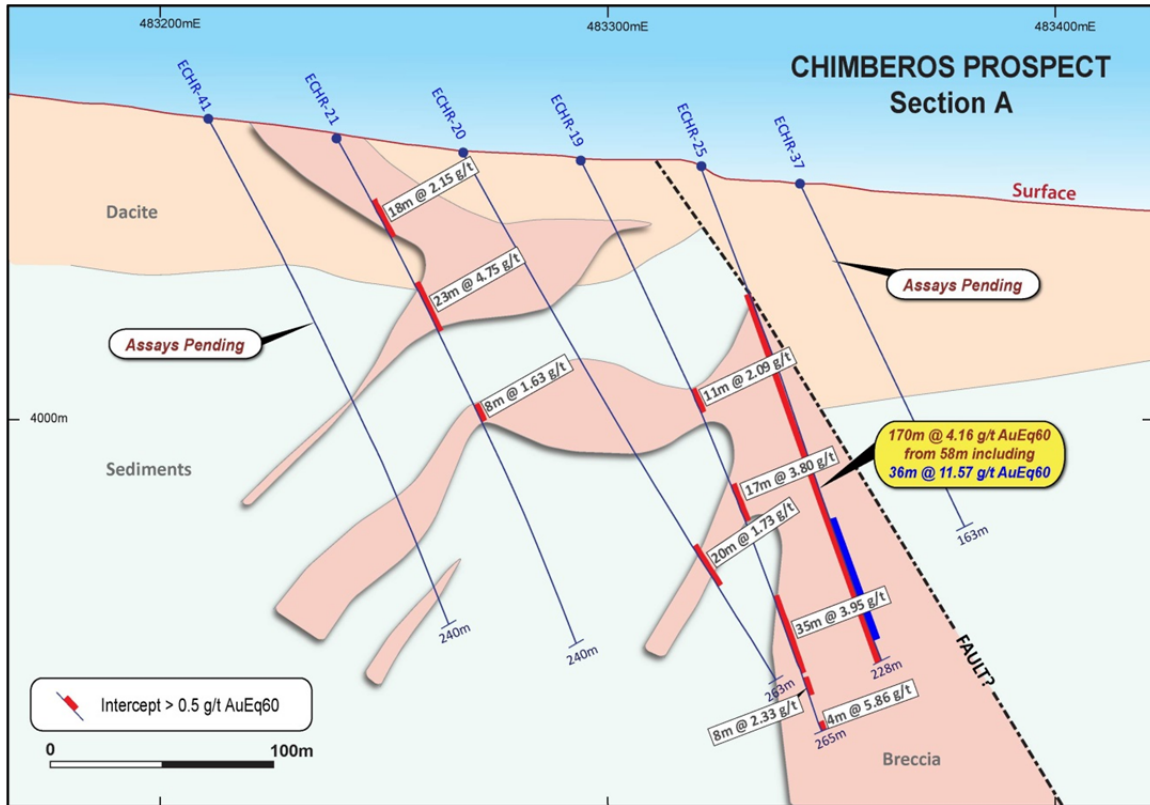 483200mE
483300mE
483400mE
CHIMBEROS PROSPECT
Section A
ECHR-41
ECHR-21
ECHR-20
ECHR-19
ECHR-25
ECHR-37
Surface
Dacite
18m @ 2.15 g/t
23m @ 4.75 g/t
Assays Pending
Assays Pending
8m @ 1.63 g/t
11m @ 2.09 g/t
4000m
170m @ 4.16 g/t AuEq60
from 58m including
36m @ 11.57 g/t AuEq60
Sediments
17m @ 3.80 g/t
20m @ 1.73 g/t
163m
35m @ 3.95 g/t
240m
240m
228m
FAULT?
263m
8m @ 2.33 g/t
4m @ 5.86 g/t
265m
Breccia
Intercept > 0.5 g/t AuEq60
0
100m